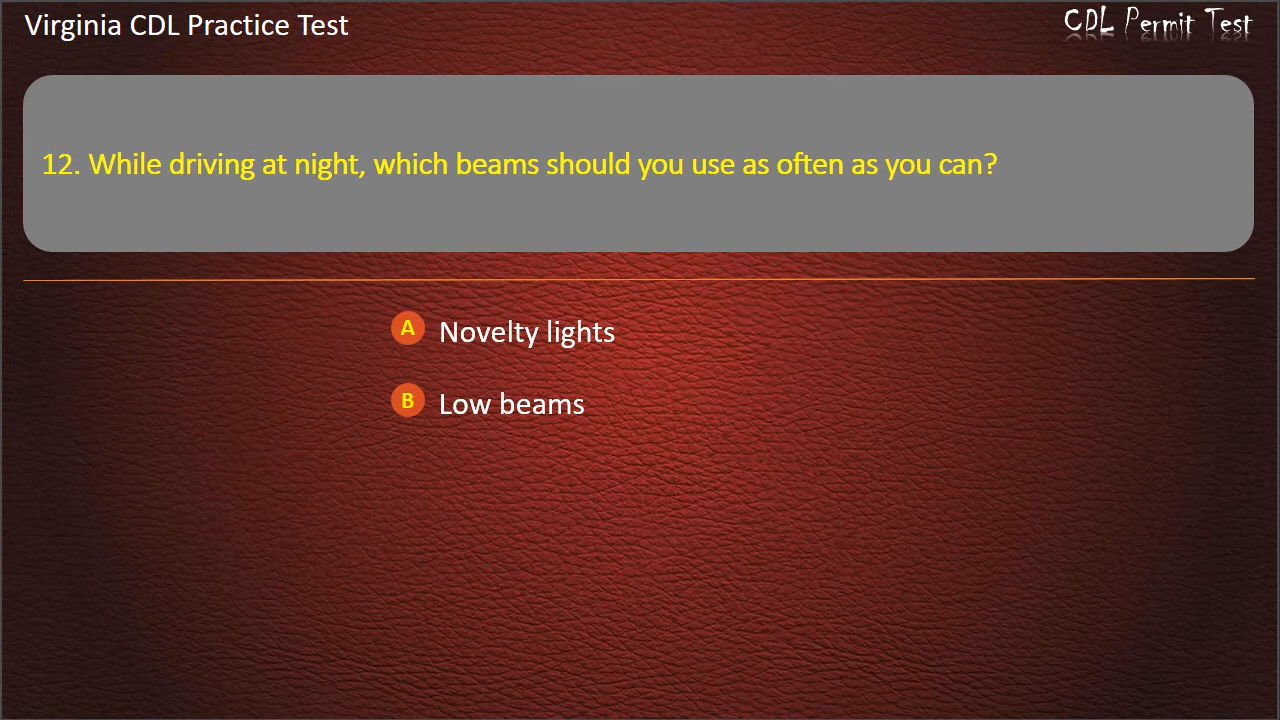 Virginia CDL Practice Test
CDL Permit Test
12. While driving at night, which beams should you use as often as you can?
A Novelty lights
B Low beams